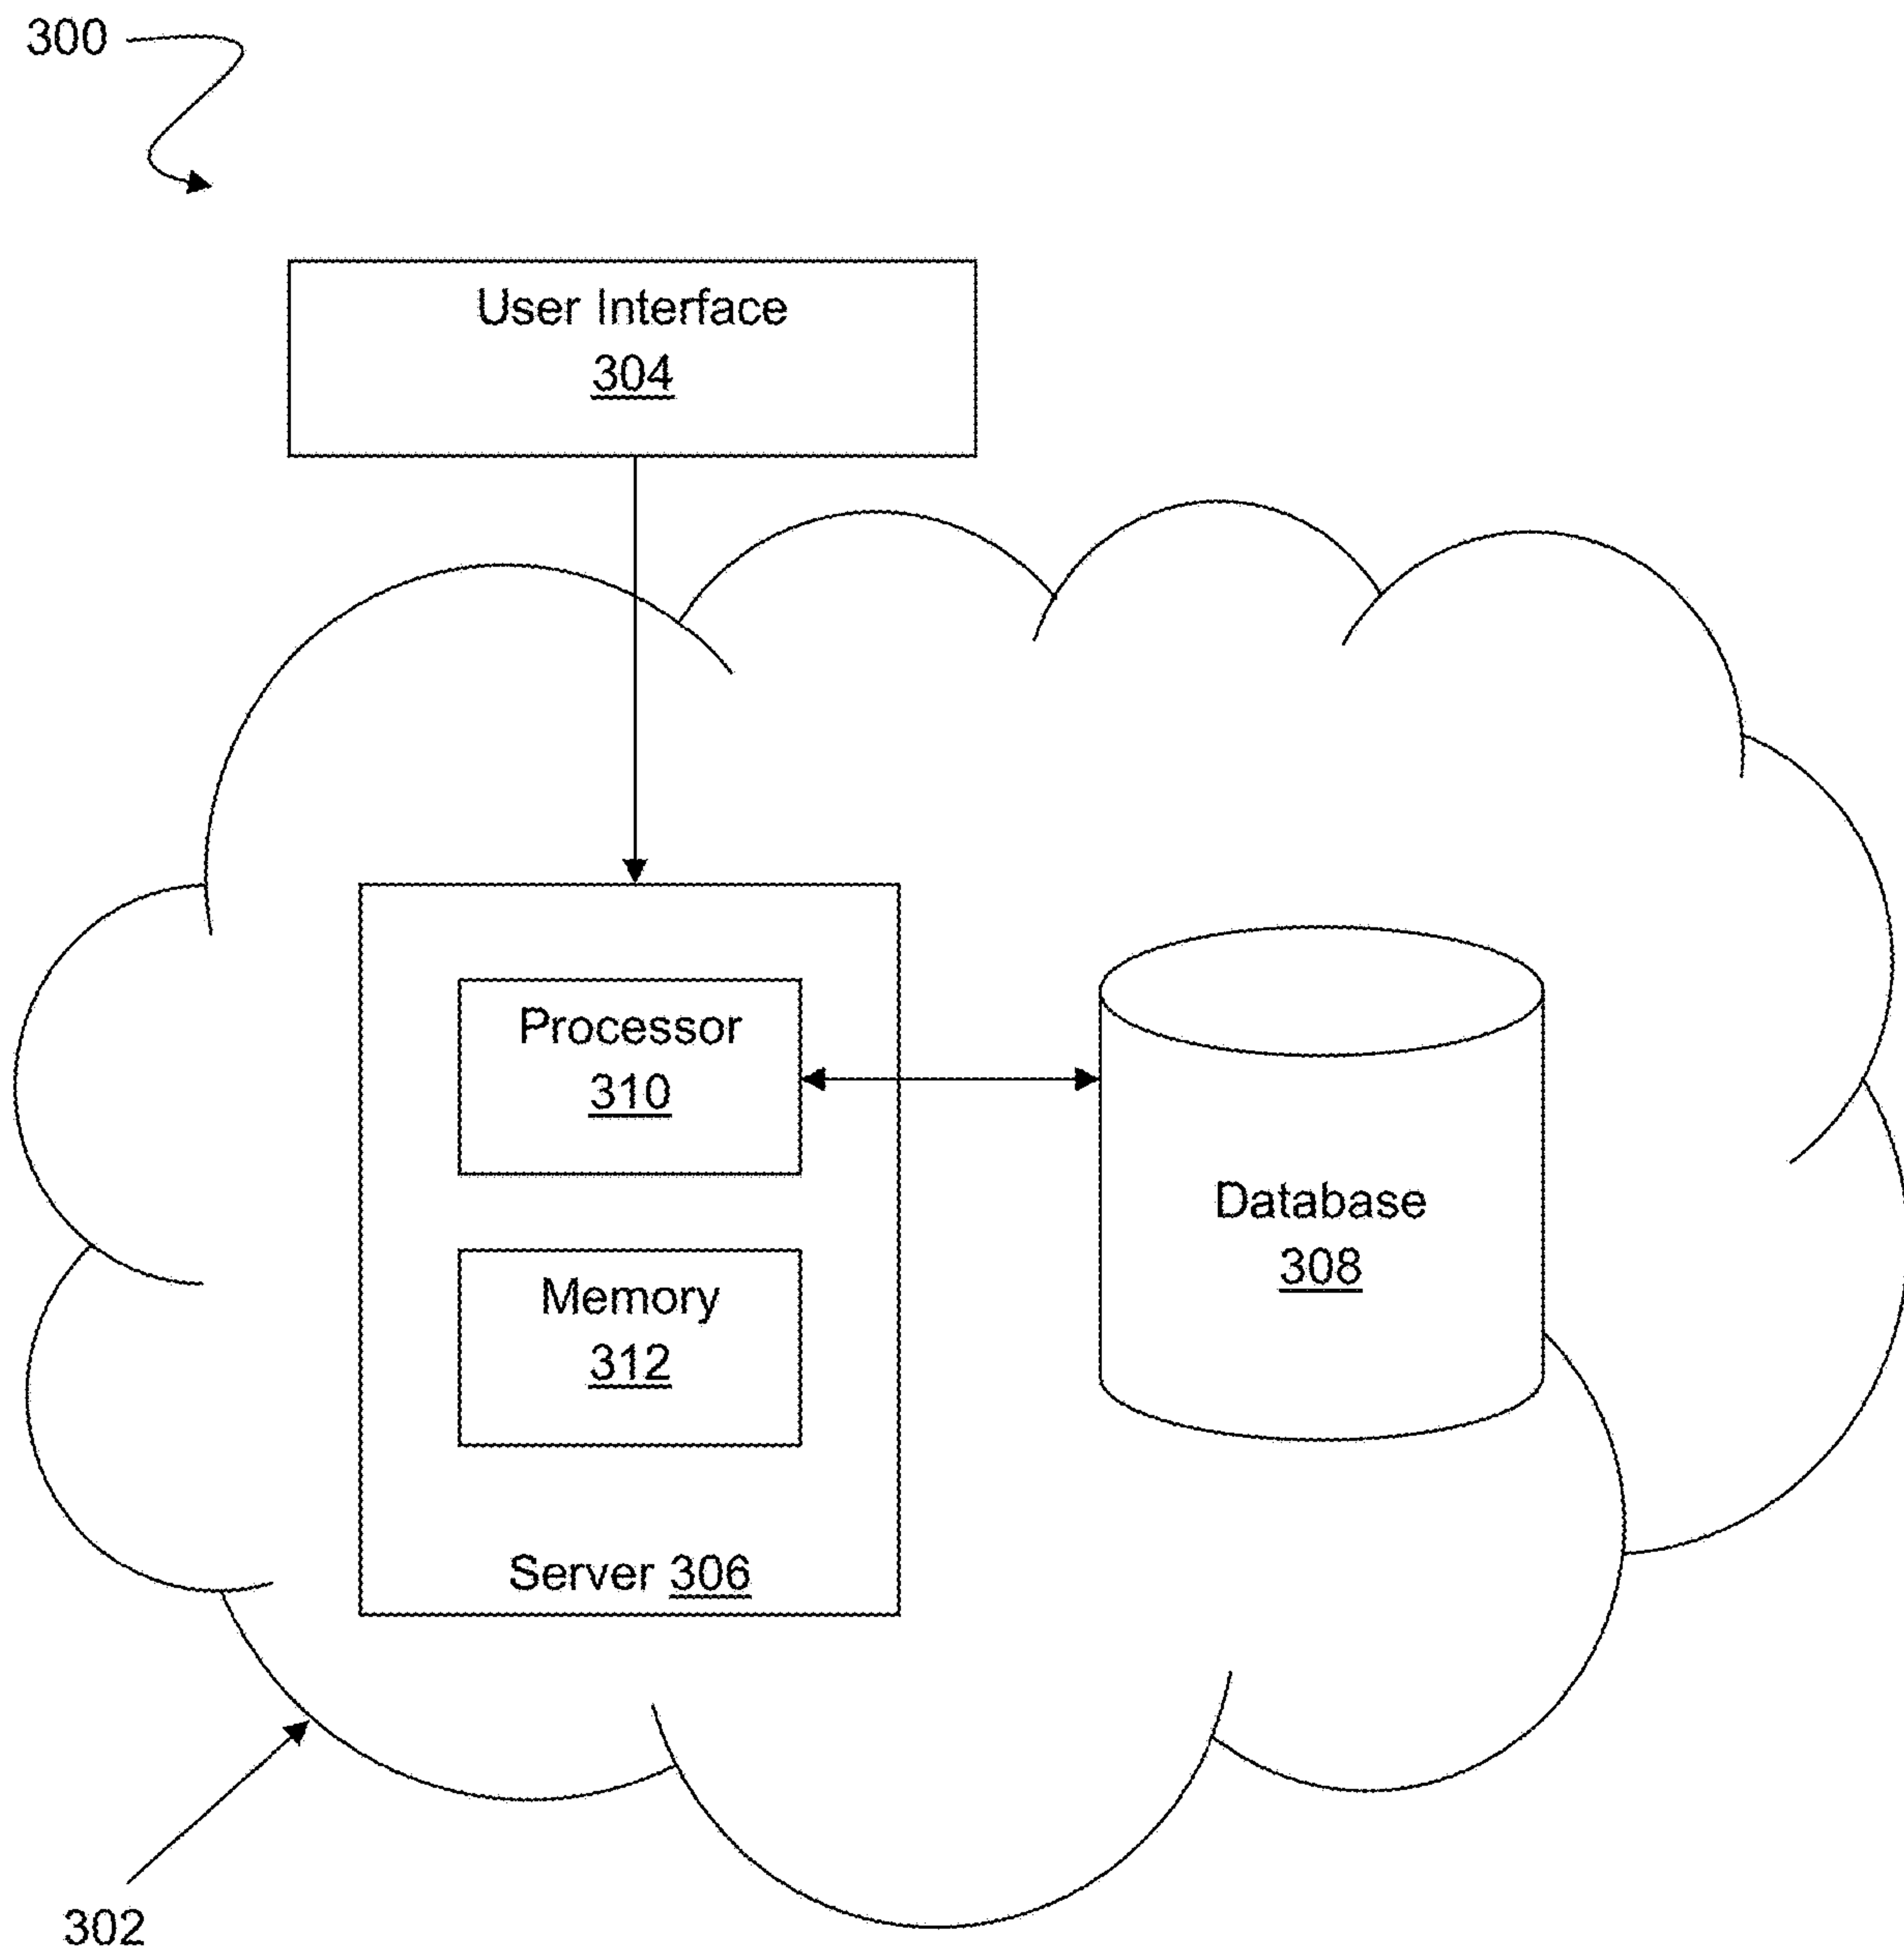 300
User Interface
304
Processor
310
Memory
312
Server 306
Database
308
302